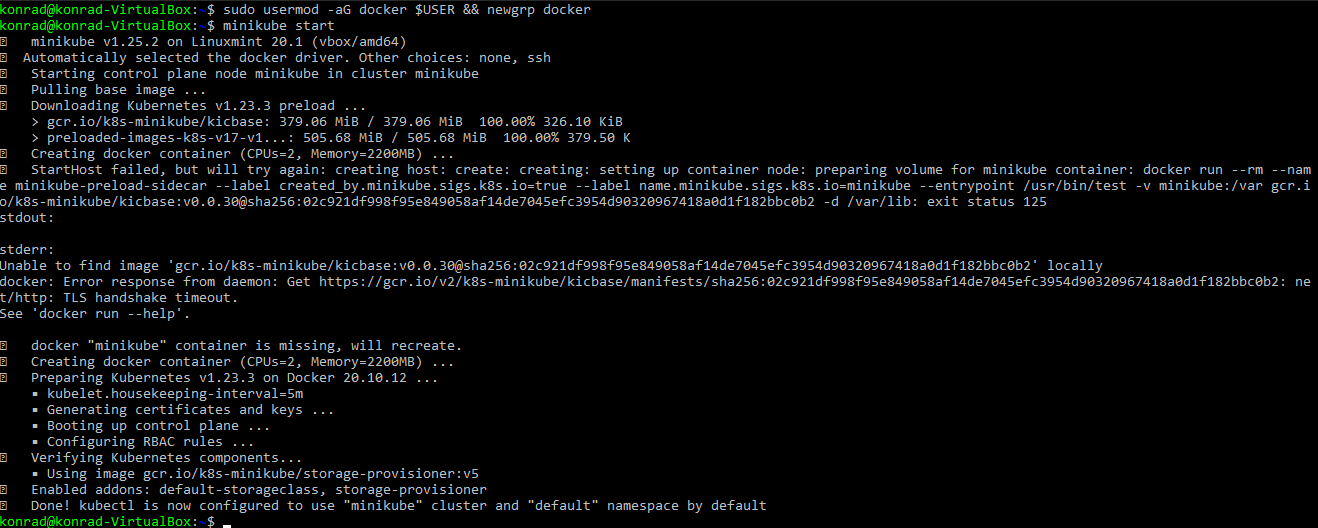 konrad@konrad-VirtualBox:~$ sudo usermod -aG docker $USER && newgrp docker
konrad@konrad-VirtualBox:~$ minikube start
minikube v1.25.2 on Linuxmint 20.1 (vbox/amd64)
Automatically selected the docker driver. Other choices: none, ssh
Starting control plane node minikube in cluster minikube
Pulling base image ...
Downloading Kubernetes v1.23.3 preload ...
> gcr.io/k8s-minikube/kicbase: 379.06 MiB / 379.06 MiB  100.00% 326.10 KiB
> preloaded-images-k8s-v17-v1...: 505.68 MiB / 505.68 MiB  100.00% 379.50 K
Creating docker container (CPUs=2, Memory=2200MB) ...
StartHost failed, but will try again: creating host: create: creating: setting up container node: preparing volume for minikube container: docker run --rm --nam
e minikube-preload-sidecar --label created_by.minikube.sigs.k8s.io=true --label name.minikube.sigs.k8s.io=minikube --entrypoint /usr/bin/test -v minikube:/var gcr.i
o/k8s-minikube/kicbase:v0.0.30@sha256:02c921df998f95e849058af14de7045efc3954d90320967418a0d1f182bbc0b2 -d /var/lib: exit status 125
stdout:

stderr:
Unable to find image 'gcr.io/k8s-minikube/kicbase:v0.0.30@sha256:02c921df998f95e849058af14de7045efc3954d90320967418a0d1f182bbc0b2' locally
docker: Error response from daemon: Get https://gcr.io/v2/k8s-minikube/kicbase/manifests/sha256:02c921df998f95e849058af14de7045efc3954d90320967418a0d1f182bbc0b2: ne
t/http: TLS handshake timeout.
See 'docker run --help'.

docker "minikube" container is missing, will recreate.
Creating docker container (CPUs=2, Memory=2200MB) ...
Preparing Kubernetes v1.23.3 on Docker 20.10.12 ...
▪ kubelet.housekeeping-interval=5m
▪ Generating certificates and keys ...
▪ Booting up control plane ...
▪ Configuring RBAC rules ...
Verifying Kubernetes components...
▪ Using image gcr.io/k8s-minikube/storage-provisioner:v5
Enabled addons: default-storageclass, storage-provisioner
Done! kubectl is now configured to use "minikube" cluster and "default" namespace by default
konrad@konrad-VirtualBox:~$